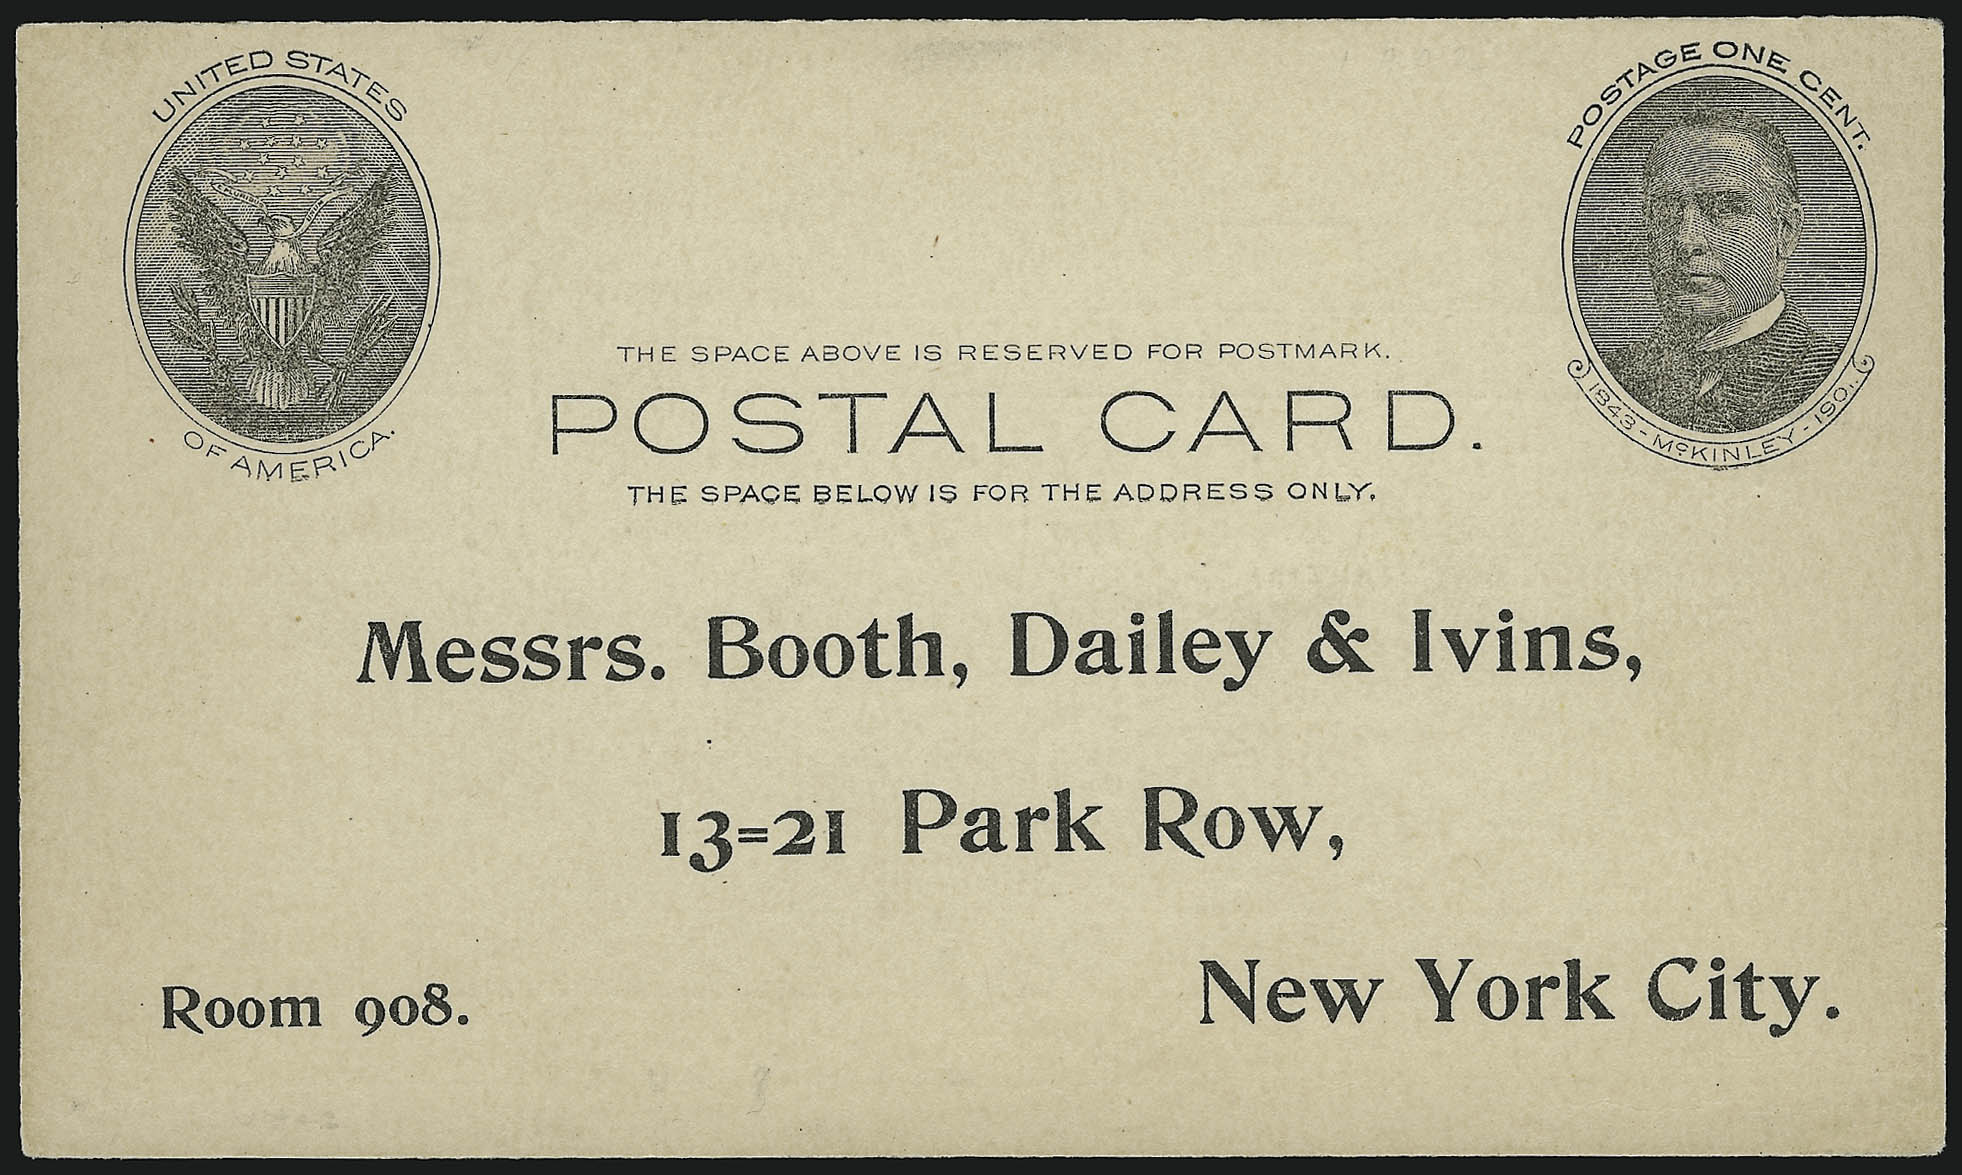 UNITED STATES
OF AMERICA.
POSTAGE ONE CENT.
1843 - McKINLEY - 1901.
THE SPACE ABOVE IS RESERVED FOR POSTMARK.
POSTAL CARD.
THE SPACE BELOW IS FOR THE ADDRESS ONLY.
Messrs. Booth, Dailey & Ivins,
13=21 Park Row,
Room 908.
New York City.